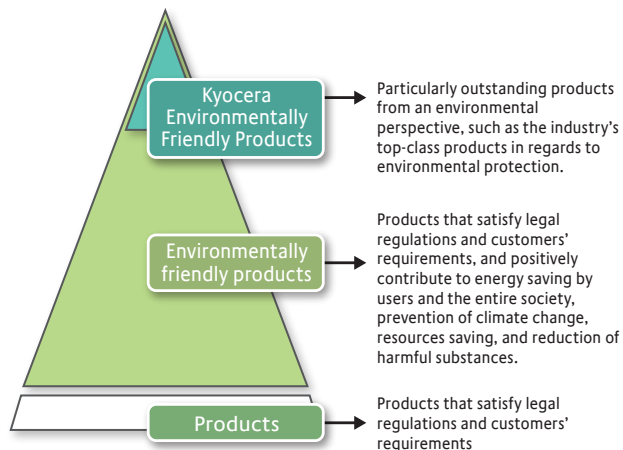 Kyocera
Environmentally
Friendly Products
Particularly outstanding products
from an environmental
perspective, such as the industry's
top-class products in regards to
environmental protection.
Environmentally
friendly products
Products that satisfy legal
regulations and customers'
requirements, and positively
contribute to energy saving by
users and the entire society,
prevention of climate change,
resources saving, and reduction of
harmful substances.
Products
Products that satisfy legal
regulations and customers'
requirements